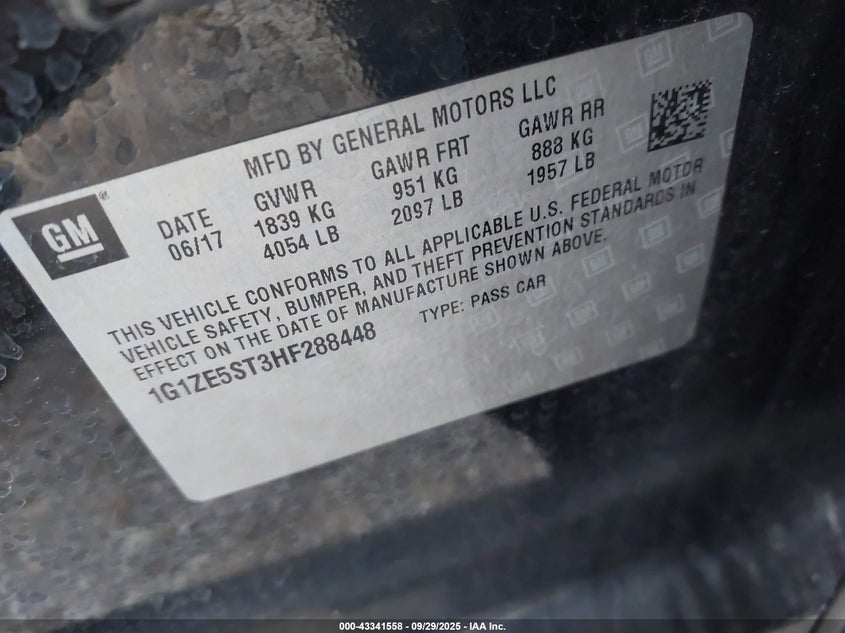 MFD BY GENERAL MOTORS LLC
GM®
DATE GVWR GAWR FRT GAWR RR
06/17 1839 KG 951 KG 888 KG
4054 LB 2097 LB 1957 LB
THIS VEHICLE CONFORMS TO ALL APPLICABLE U.S. FEDERAL MOTOR
VEHICLE SAFETY, BUMPER, AND THEFT PREVENTION STANDARDS IN
EFFECT ON THE DATE OF MANUFACTURE SHOWN ABOVE.
1G1ZE5ST3HF288448 TYPE: PASS CAR
000-43341558 - 09/29/2025 - IAA Inc.